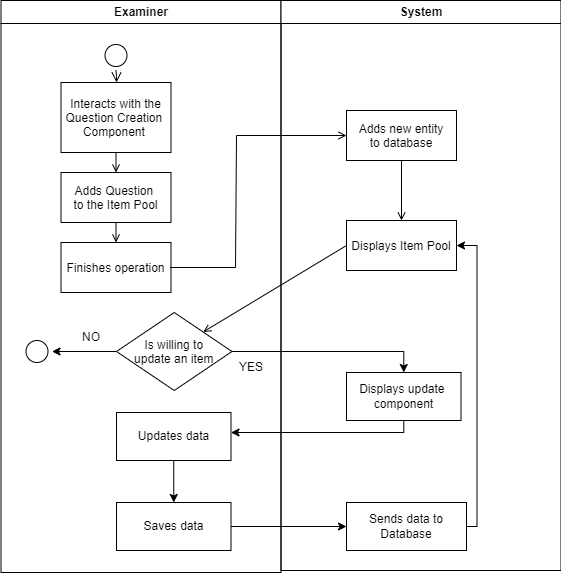 Examiner
System
Interacts with the
Question Creation
Component
Adds new entity
to database
Adds Question
to the Item Pool
Displays Item Pool
Finishes operation
NO
Is willing to
update an item
YES
Displays update
component
Updates data
Saves data
Sends data to
Database